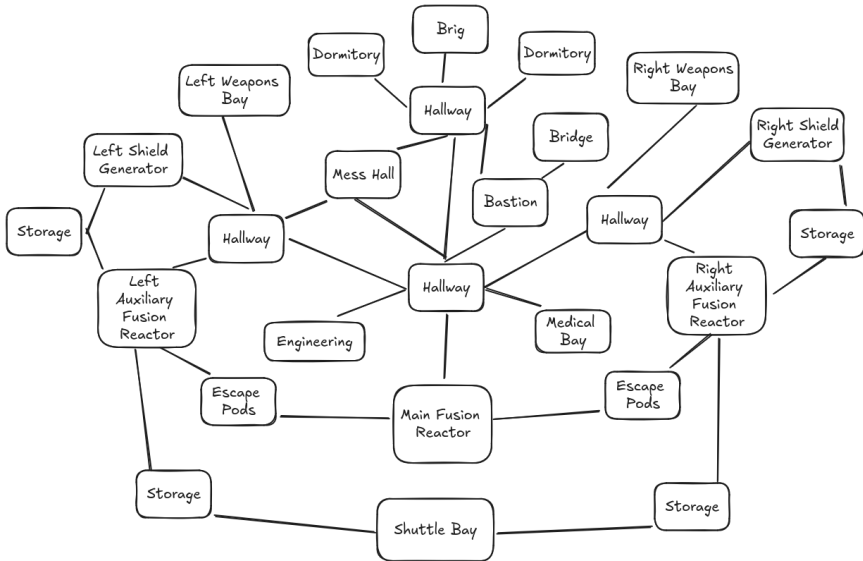 Brig
Dormitory
Dormitory
Left Weapons
Bay
Right Weapons
Bay
Hallway
Bridge
Left Shield
Generator
Right Shield
Generator
Mess Hall
Bastion
Hallway
Storage
Hallway
Storage
Left
Auxiliary
Fusion
Reactor
Hallway
Right
Auxiliary
Fusion
Reactor
Engineering
Medical
Bay
Escape
Pods
Main Fusion
Reactor
Escape
Pods
Storage
Shuttle Bay
Storage